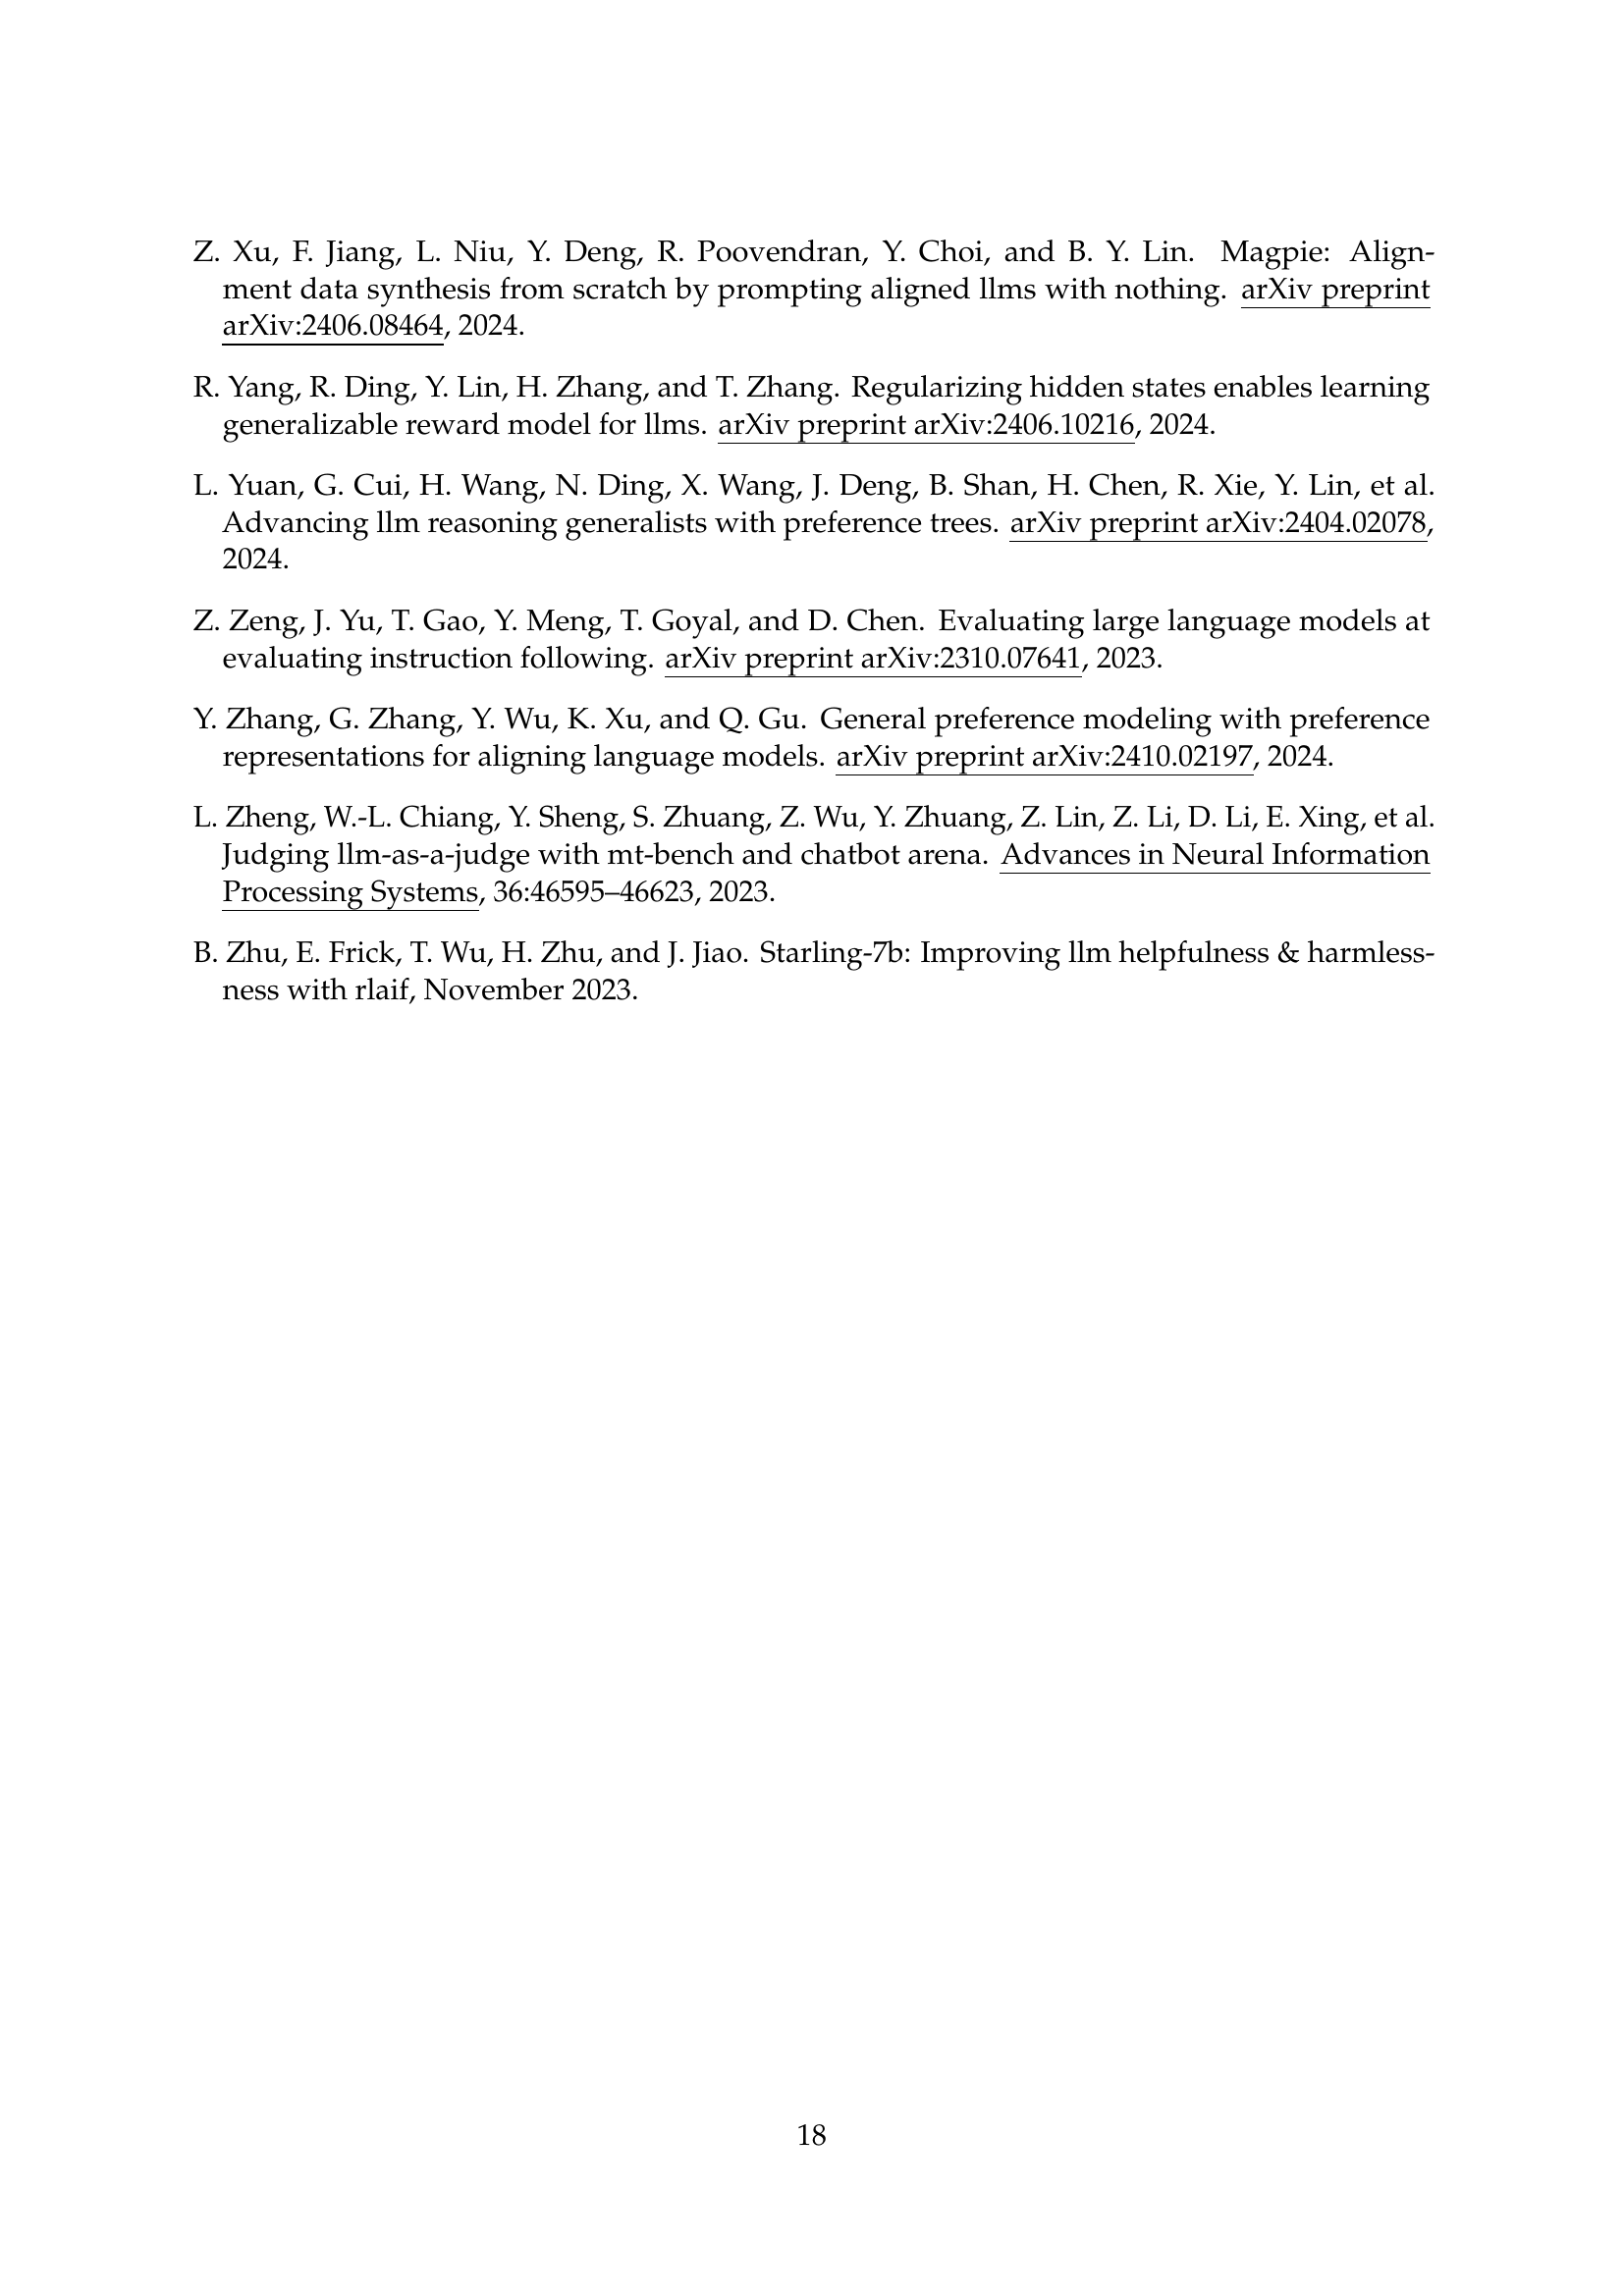 Z. Xu, F. Jiang, L. Niu, Y. Deng, R. Poovendran, Y. Choi, and B. Y. Lin. Magpie: Align-
ment data synthesis from scratch by prompting aligned llms with nothing. arXiv preprint
arXiv:2406.08464, 2024.
R. Yang, R. Ding, Y. Lin, H. Zhang, and T. Zhang. Regularizing hidden states enables learning
generalizable reward model for llms. arXiv preprint arXiv:2406.10216, 2024.
L. Yuan, G. Cui, H. Wang, N. Ding, X. Wang, J. Deng, B. Shan, H. Chen, R. Xie, Y. Lin, et al.
Advancing llm reasoning generalists with preference trees. arXiv preprint arXiv:2404.02078,
2024.
Z. Zeng, J. Yu, T. Gao, Y. Meng, T. Goyal, and D. Chen. Evaluating large language models at
evaluating instruction following. arXiv preprint arXiv:2310.07641, 2023.
Y. Zhang, G. Zhang, Y. Wu, K. Xu, and Q. Gu. General preference modeling with preference
representations for aligning language models. arXiv preprint arXiv:2410.02197, 2024.
L. Zheng, W.-L. Chiang, Y. Sheng, S. Zhuang, Z. Wu, Y. Zhuang, Z. Lin, Z. Li, D. Li, E. Xing, et al.
Judging llm-as-a-judge with mt-bench and chatbot arena. Advances in Neural Information
Processing Systems, 36:46595–46623, 2023.
B. Zhu, E. Frick, T. Wu, H. Zhu, and J. Jiao. Starling-7b: Improving llm helpfulness & harmless-
ness with rlaif, November 2023.
18